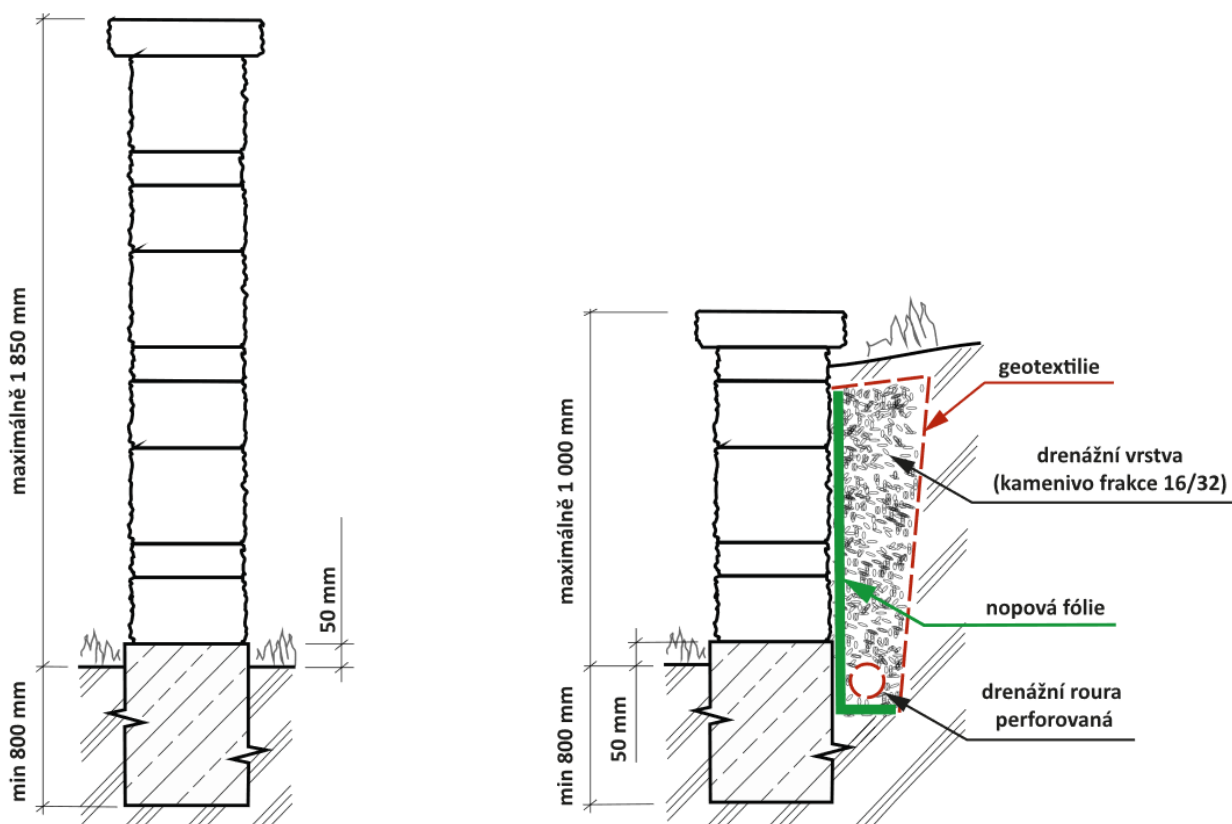 maximálně 1 850 mm
min 800 mm
50 mm
maximálně 1 000 mm
min 800 mm
50 mm
geotextilie
drenážní vrstva
(kamenivo frakce 16/32)
nopová fólie
drenážní roura
perforovaná